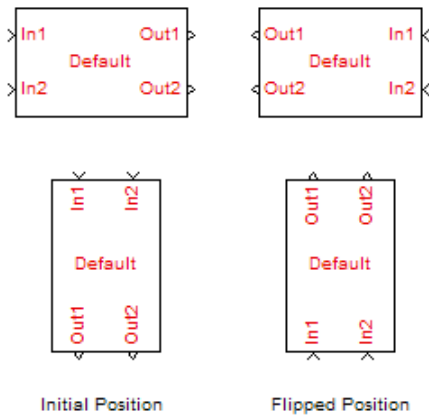 In1 Out1
Default
In2 Out2
Out1 In1
Default
Out2 In2
In1 In2
Default
Out1 Out2
Out1 Out2
Default
In1 In2
Initial Position
Flipped Position